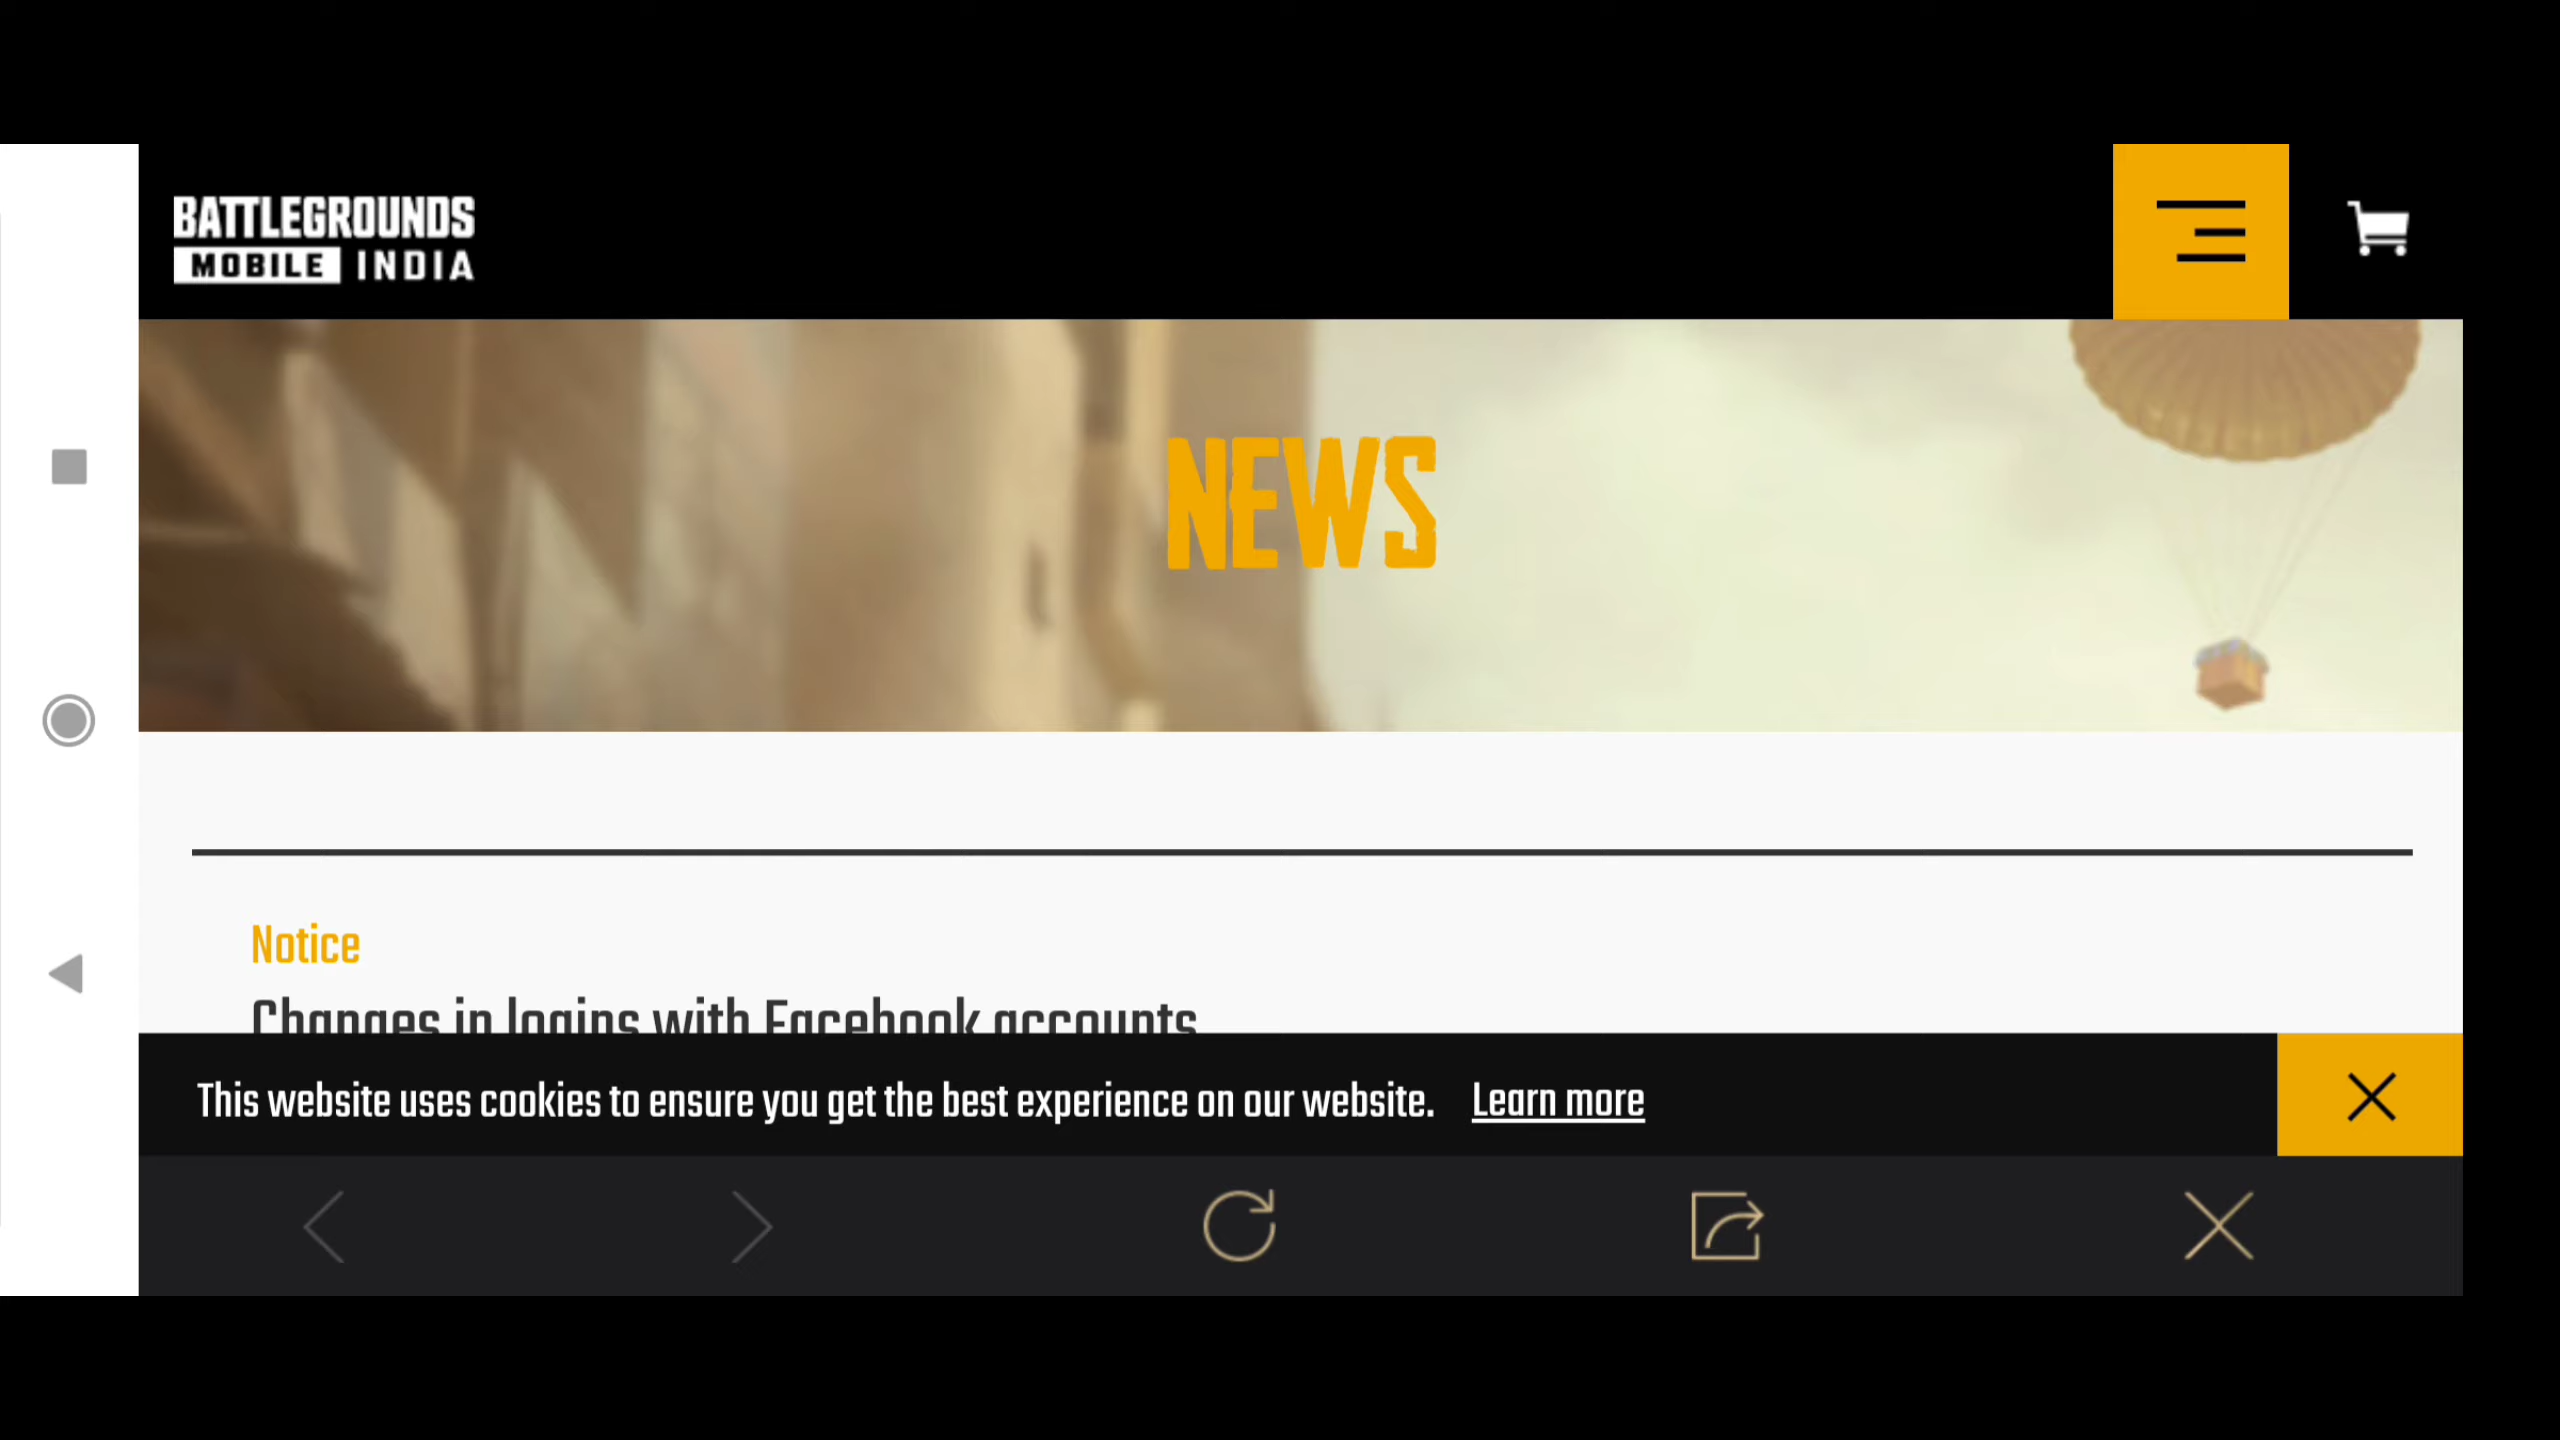 BATTLEGROUNDS
MOBILE INDIA
NEWS
Notice
Changes in logins with Facebook accounts
This website uses cookies to ensure you get the best experience on our website. Learn more